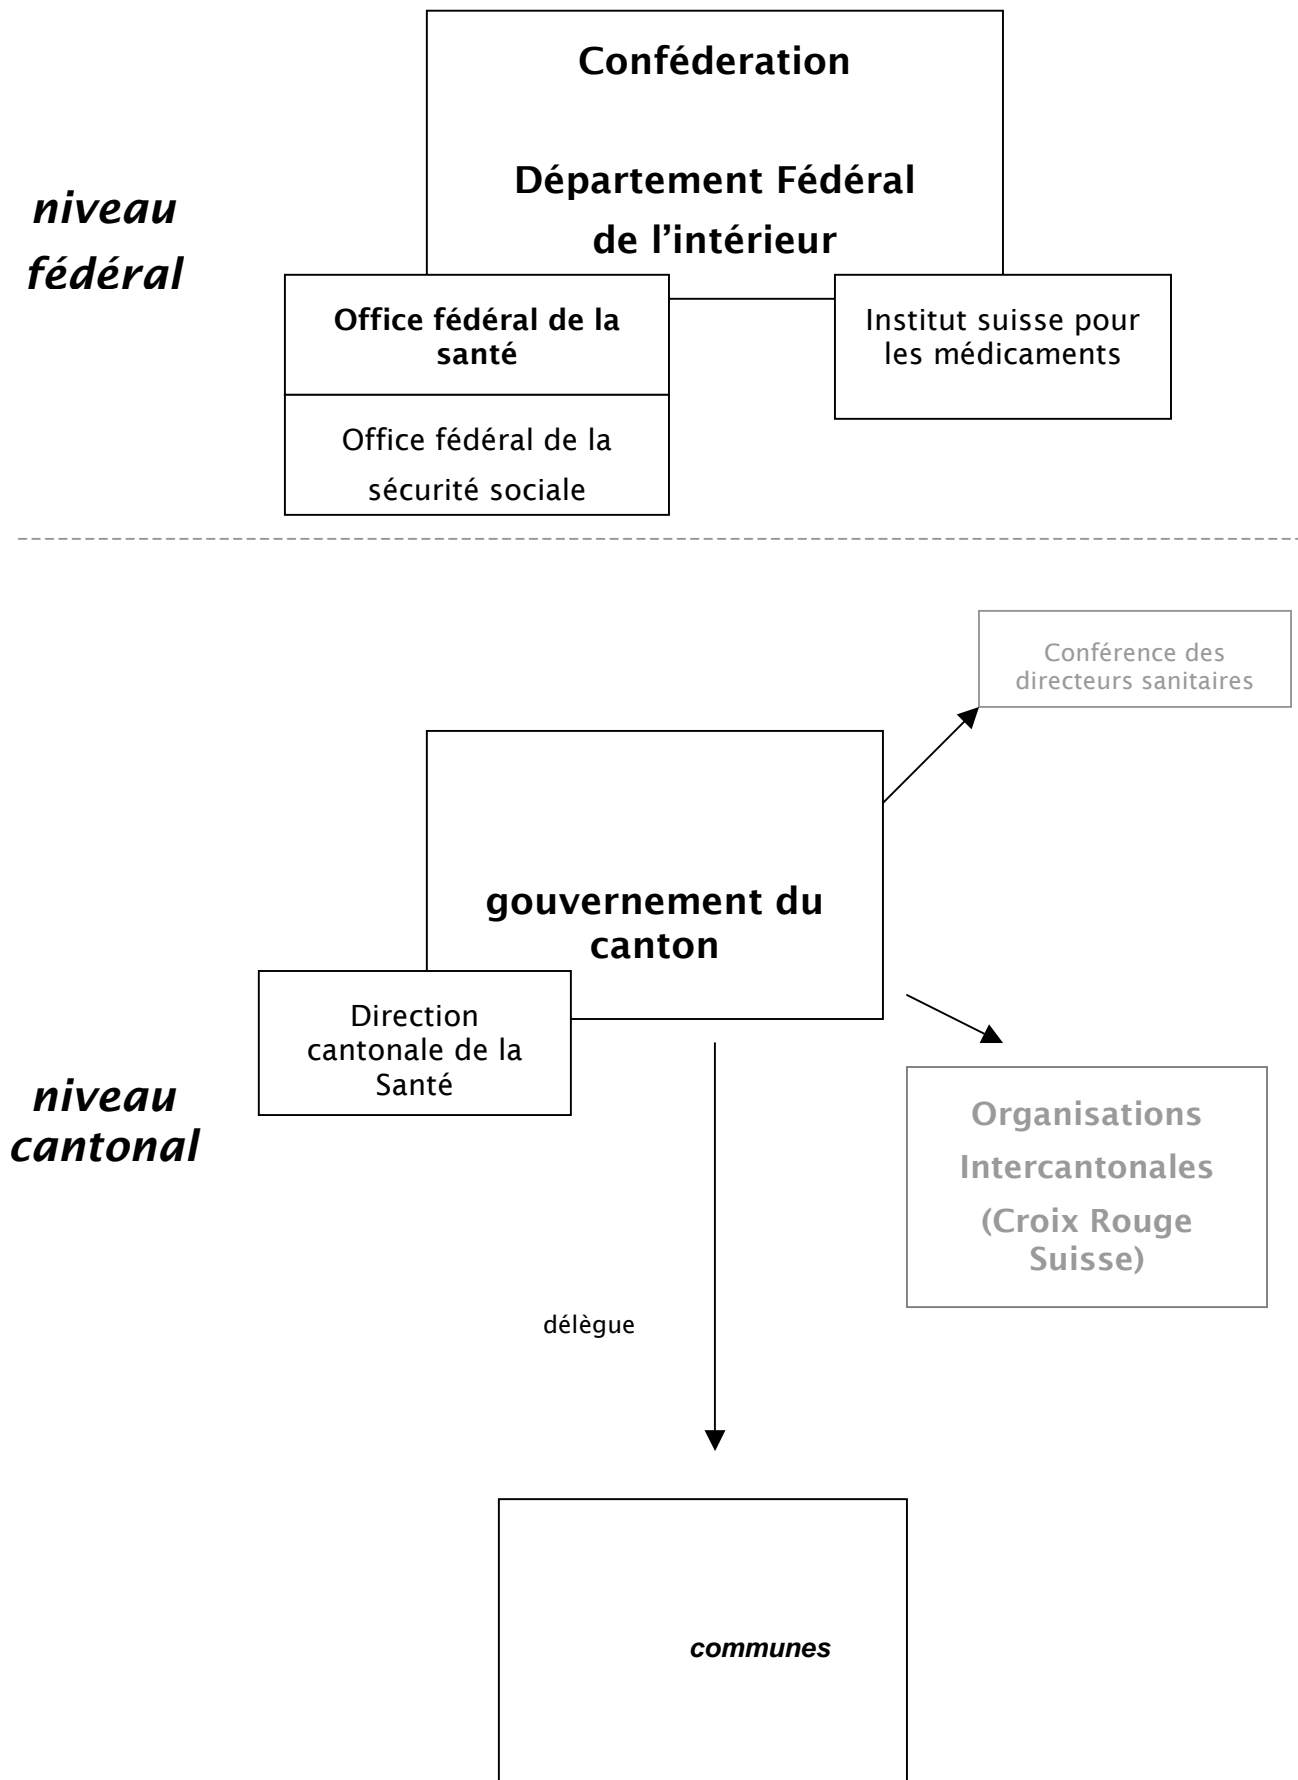 Conféderation
Département Fédéral
de l'intérieur
niveau
fédéral
Office fédéral de la
santé
Office fédéral de la
sécurité sociale
Institut suisse pour
les médicaments
Conférence des
directeurs sanitaires
gouvernement du
canton
Direction
cantonale de la
Santé
niveau
cantonal
Organisations
Intercantonales
(Croix Rouge
Suisse)
délègue
communes